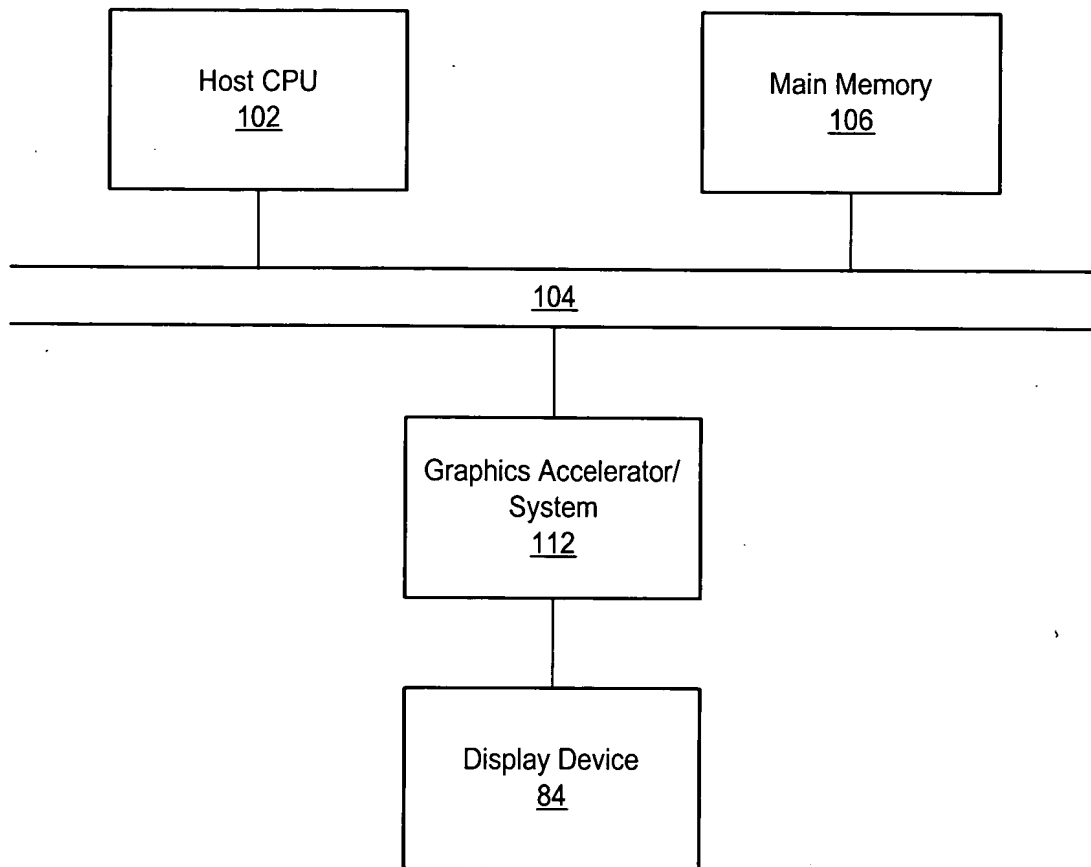 Host CPU
102
Main Memory
106
104
Graphics Accelerator/
System
112
Display Device
84